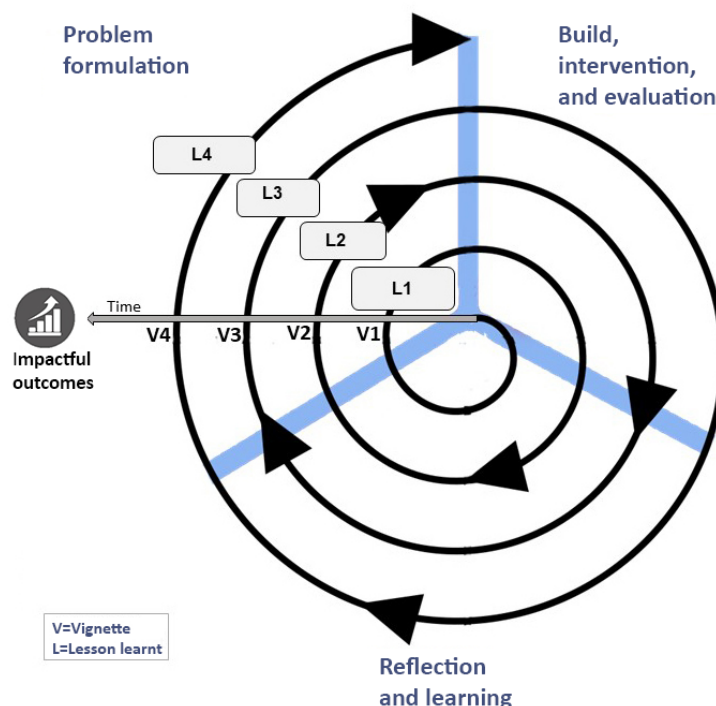 Problem
formulation
Build,
intervention,
and evaluation
L4
L3
L2
L1
Time
V4
V3
V2
V1
Impactful
outcomes
V=Vignette
L=Lesson learnt
Reflection
and learning